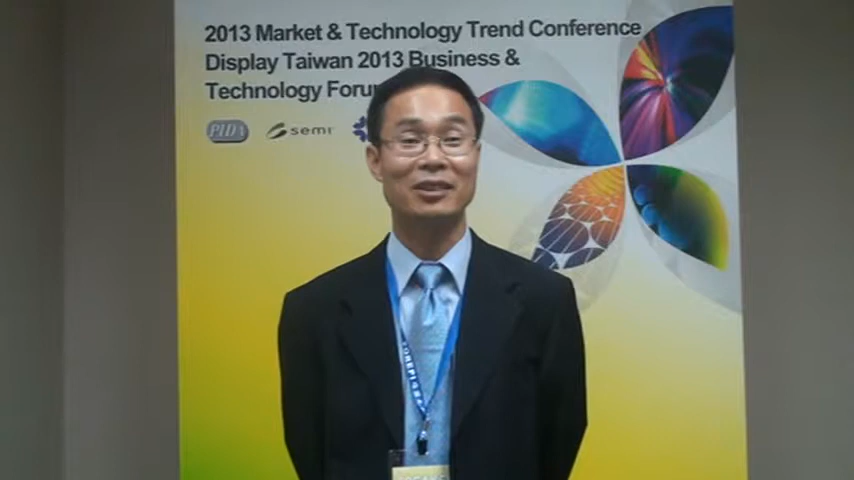 2013 Market & Technology Trend Conference
Display Taiwan 2013 Business &
Technology Foru
PIDA
semi